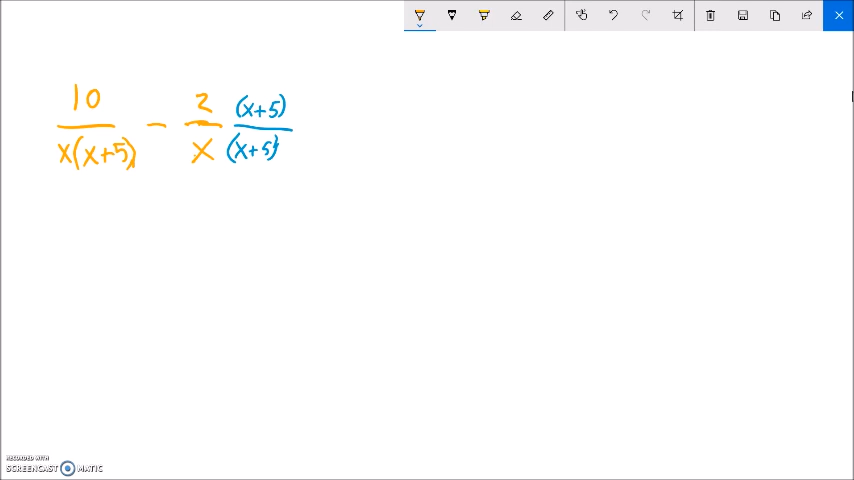 10 2 (x+5)
— - — —
x(x+5) x (x+5)
RECORDED WITH
SCREENCAST MATIC